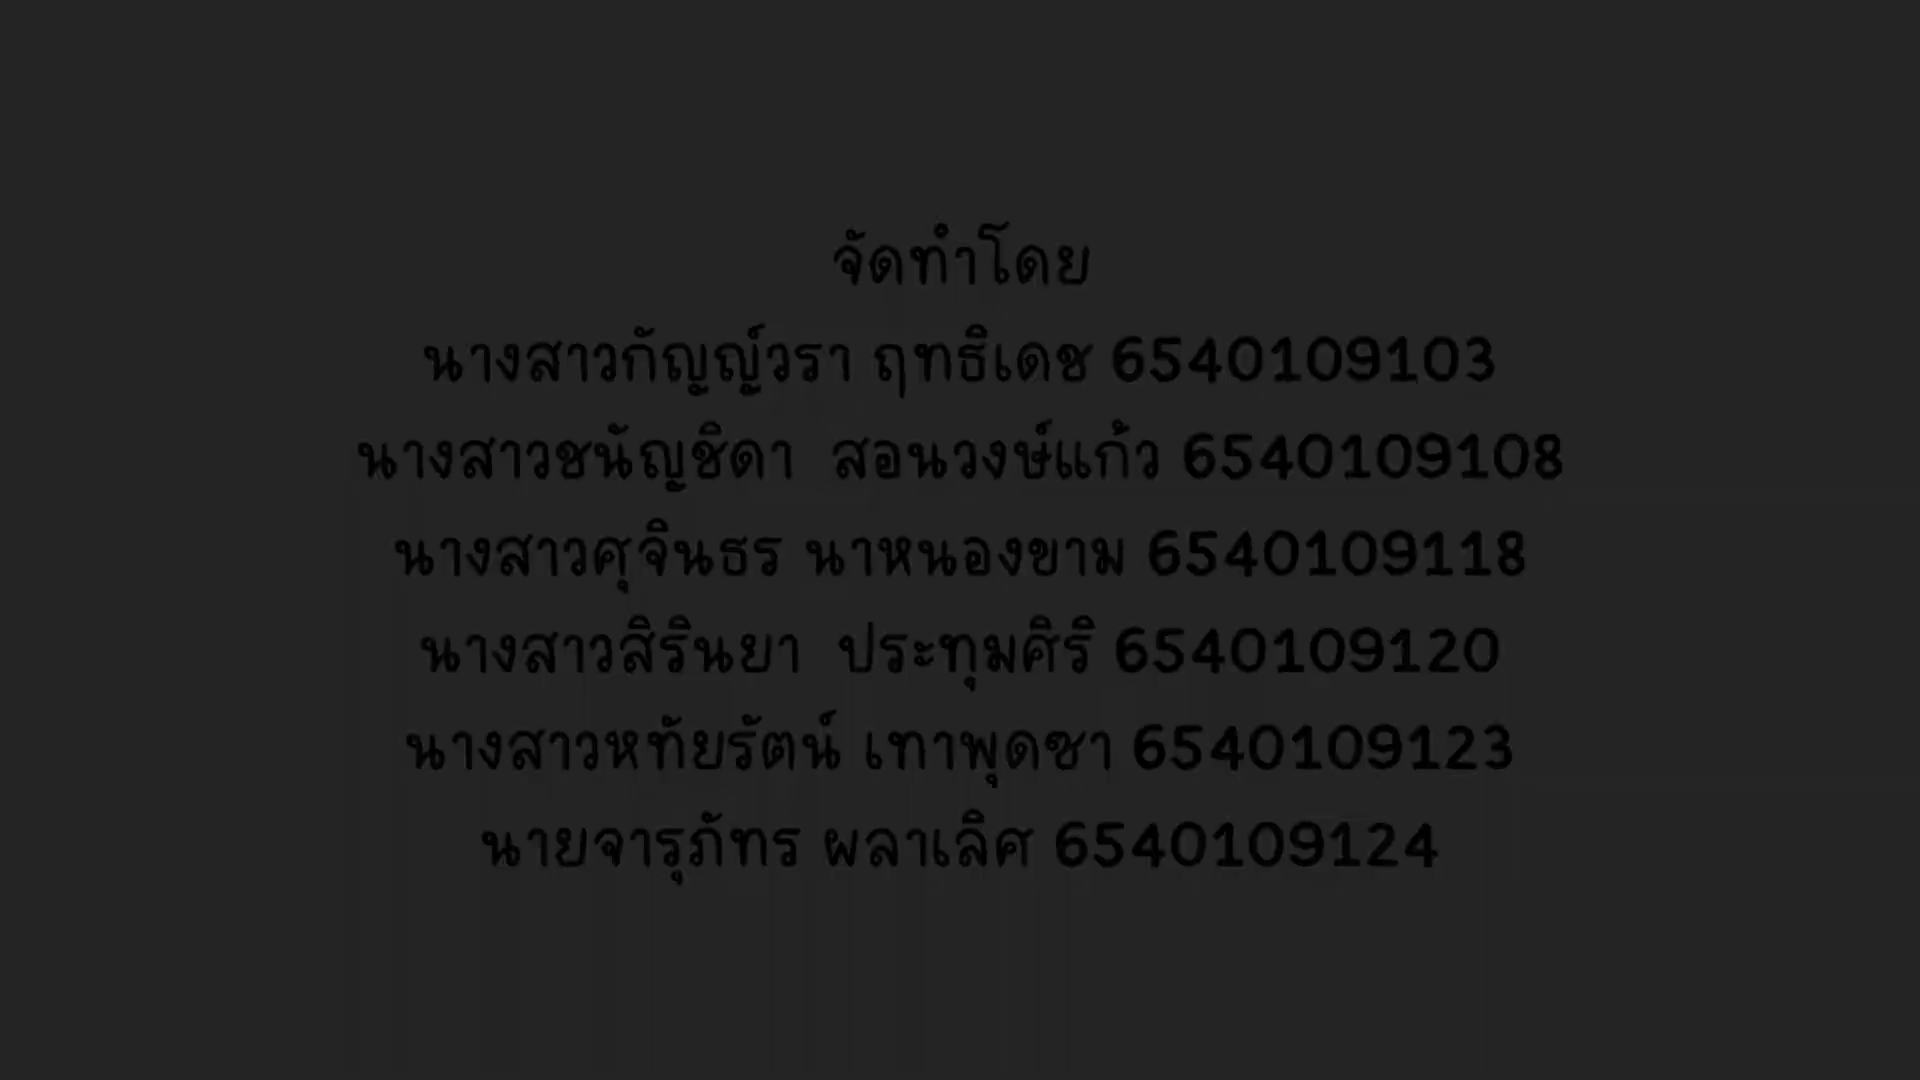 จัดทำโดย
นางสาวกัญญ์วรา ฤทธิเดช 6540109103
นางสาวชนัญชิดา สอนวงษ์แก้ว 6540109108
นางสาวศุจินธร นาหนองขาม 6540109118
นางสาวสิรินยา ประทุมศิริ 6540109120
นางสาวหทัยรัตน์ เทาพุดซา 6540109123
นายจารุภัทร ผลาเลิศ 6540109124